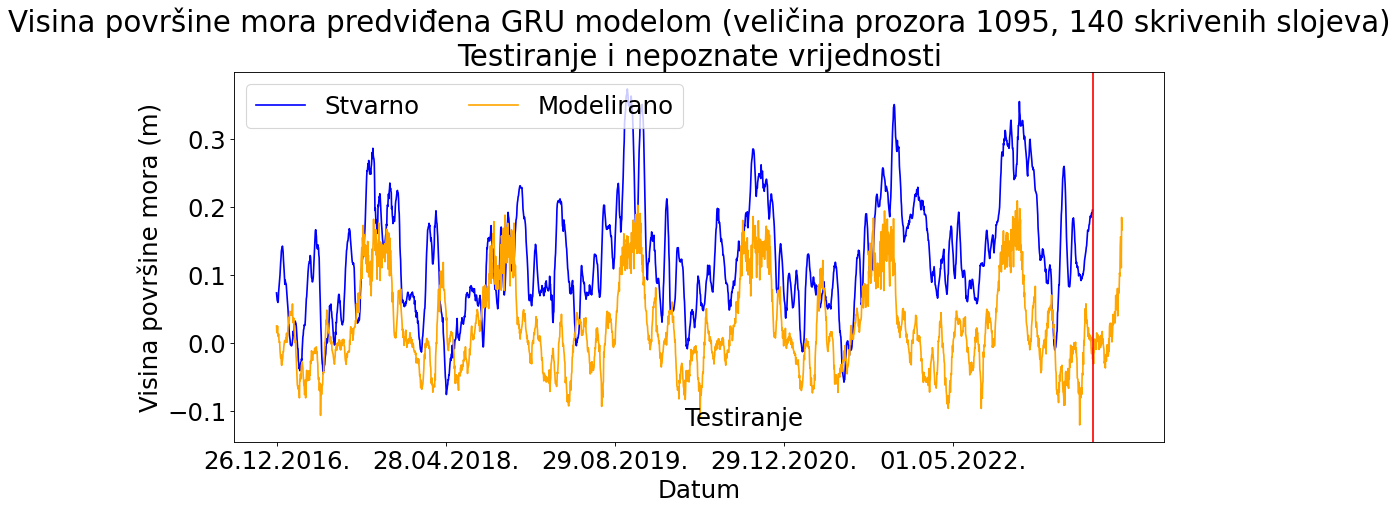 Visina površine mora predviđena GRU modelom (veličina prozora 1095, 140 skrivenih slojeva)
Testiranje i nepoznate vrijednosti
Stvarno
Modelirano
Visina površine mora (m)
0.3
0.2
0.1
0.0
−0.1
Testiranje
26.12.2016.
28.04.2018.
29.08.2019.
29.12.2020.
01.05.2022.
Datum